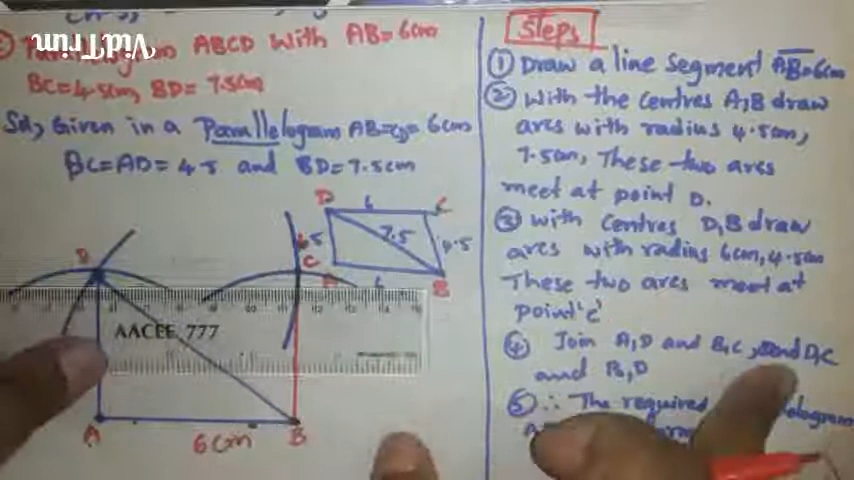 VidTrim
Parallelogram ABCD with AB=6cm
BC=4.5cm, BD=7.5cm
Sol, Given in a Parallelogram AB=CD=6cm
BC=AD=4.5 and BD=7.5cm
D 6 C
7.5
4.5
A 6 B
D
C
AACEE 777
A 6cm B
Steps
① Draw a line segment AB=6cm
② With the Centres A,B draw
arcs with radius 4.5cm,
7.5cm, These two arcs
meet at point D.
③ With Centres D,B draw
arcs with radius 6cm, 4.5cm
These two arcs meet at
point 'c'
④ Join A,D and B,C, and D,C
and B,D
⑤ ∴ The required